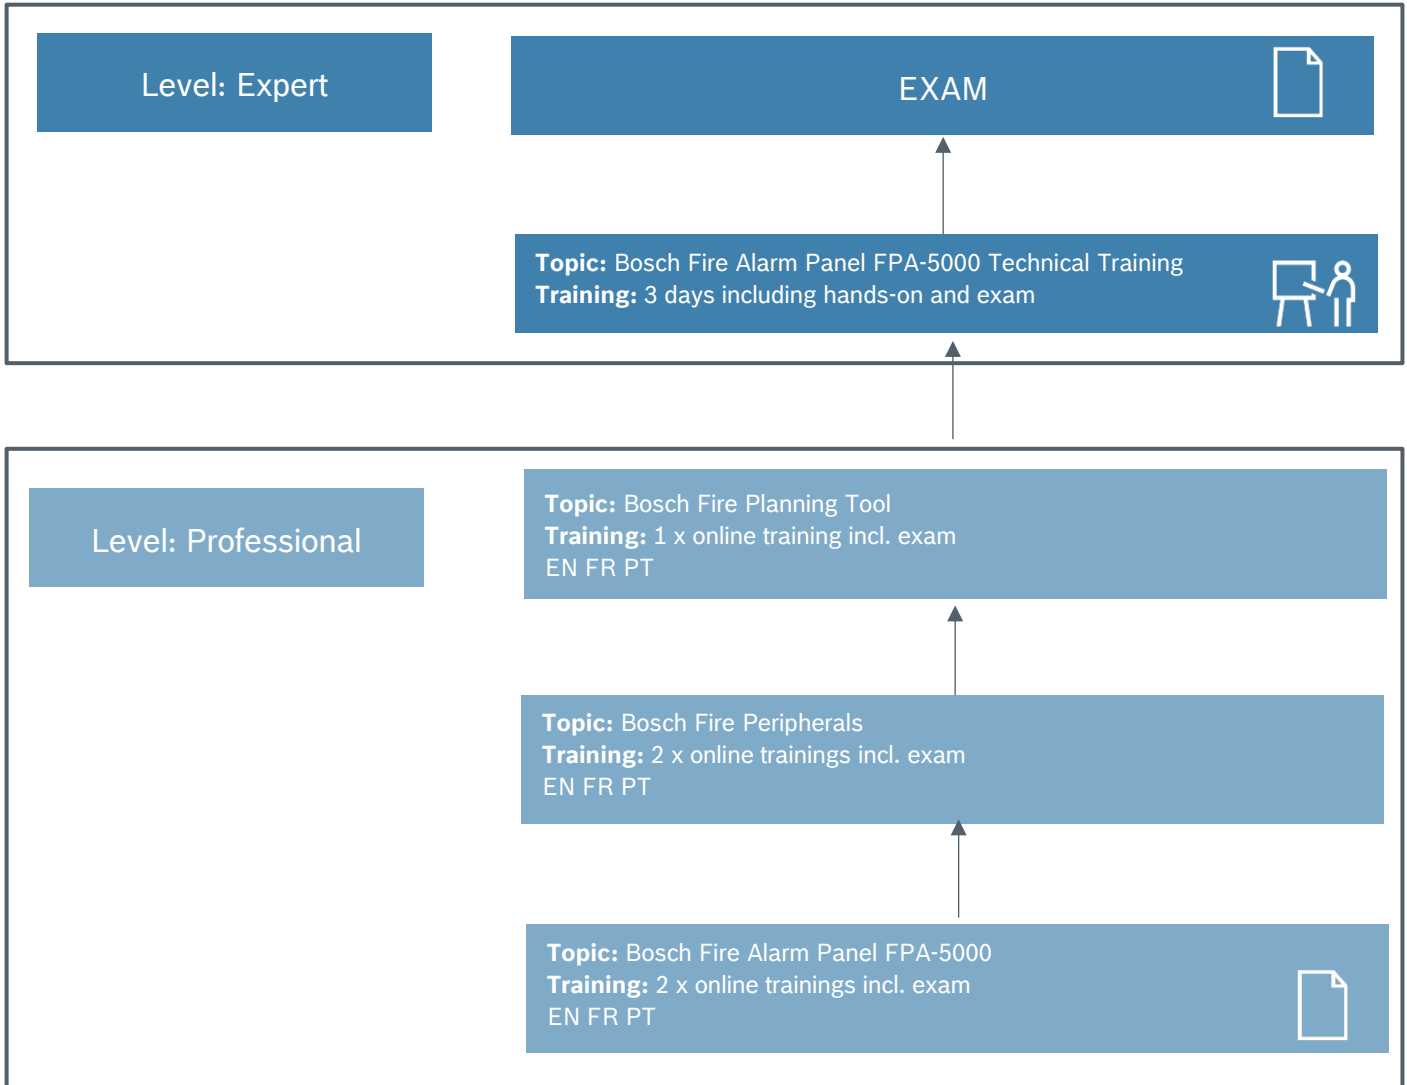 Level: Expert
EXAM
Topic: Bosch Fire Alarm Panel FPA-5000 Technical Training
Training: 3 days including hands-on and exam
Level: Professional
Topic: Bosch Fire Planning Tool
Training: 1 x online training incl. exam
EN FR PT
Topic: Bosch Fire Peripherals
Training: 2 x online trainings incl. exam
EN FR PT
Topic: Bosch Fire Alarm Panel FPA-5000
Training: 2 x online trainings incl. exam
EN FR PT